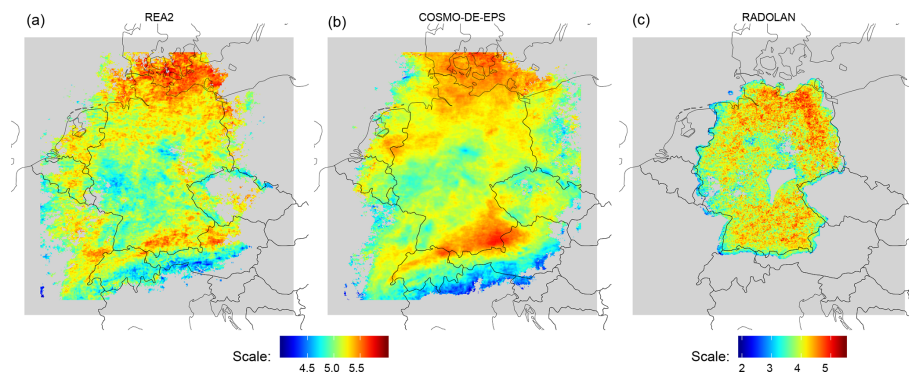 (a) REA2
(b) COSMO-DE-EPS
(c) RADOLAN
Scale: 4.5 5.0 5.5
Scale: 2 3 4 5